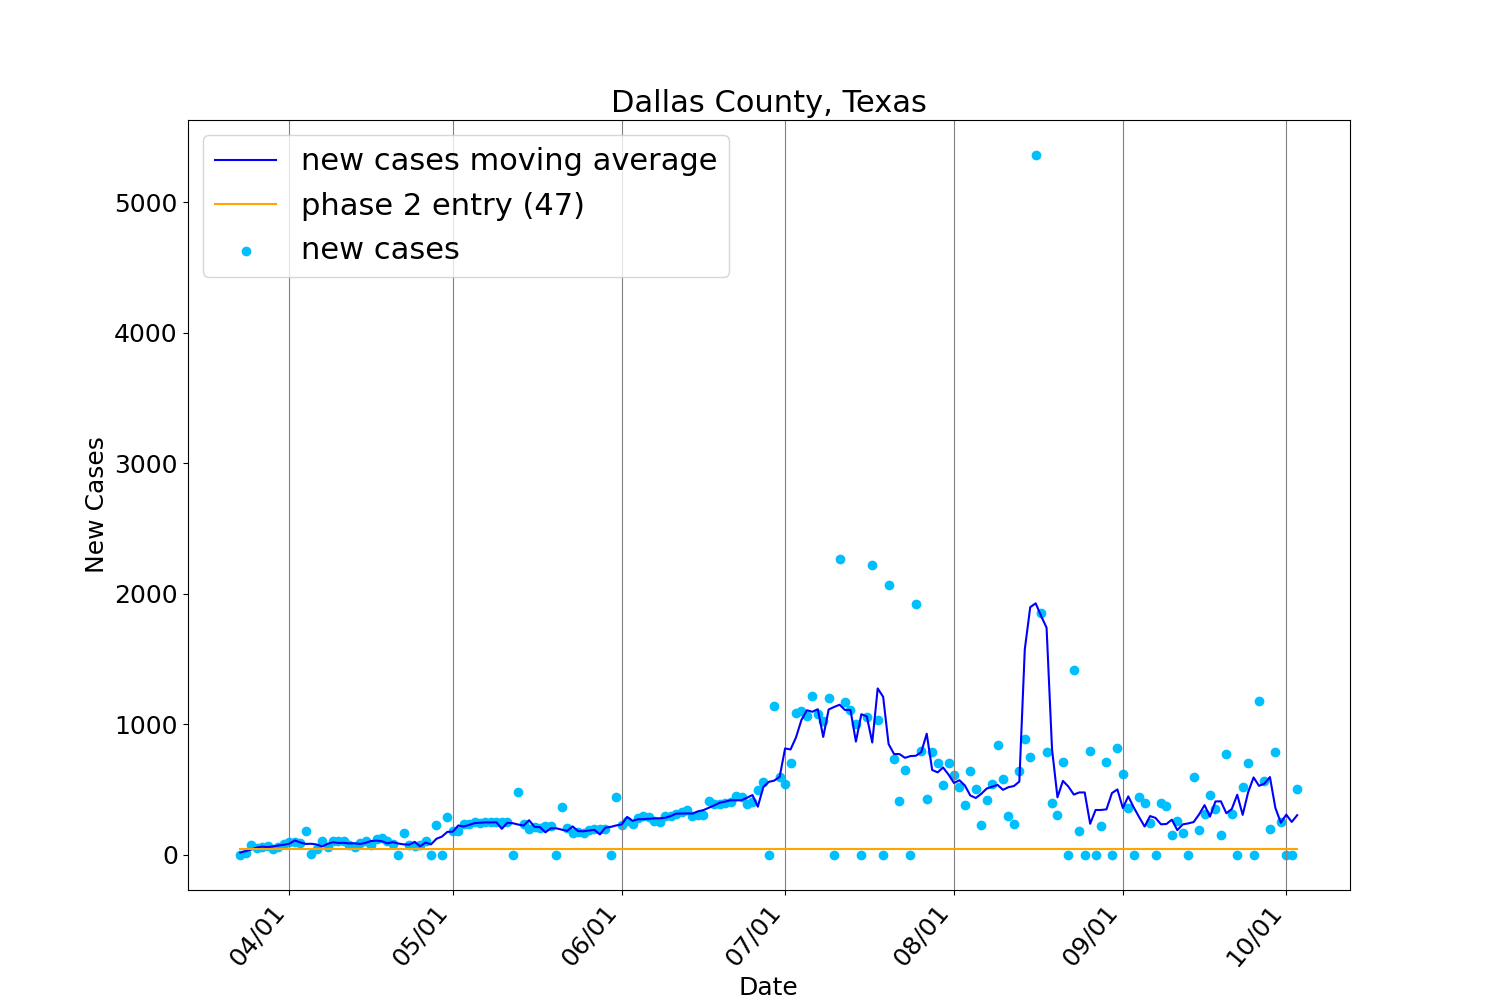 Dallas County, Texas
new cases moving average
phase 2 entry (47)
new cases
5000
4000
3000
2000
1000
0
New Cases
04/01
05/01
06/01
07/01
08/01
09/01
10/01
Date